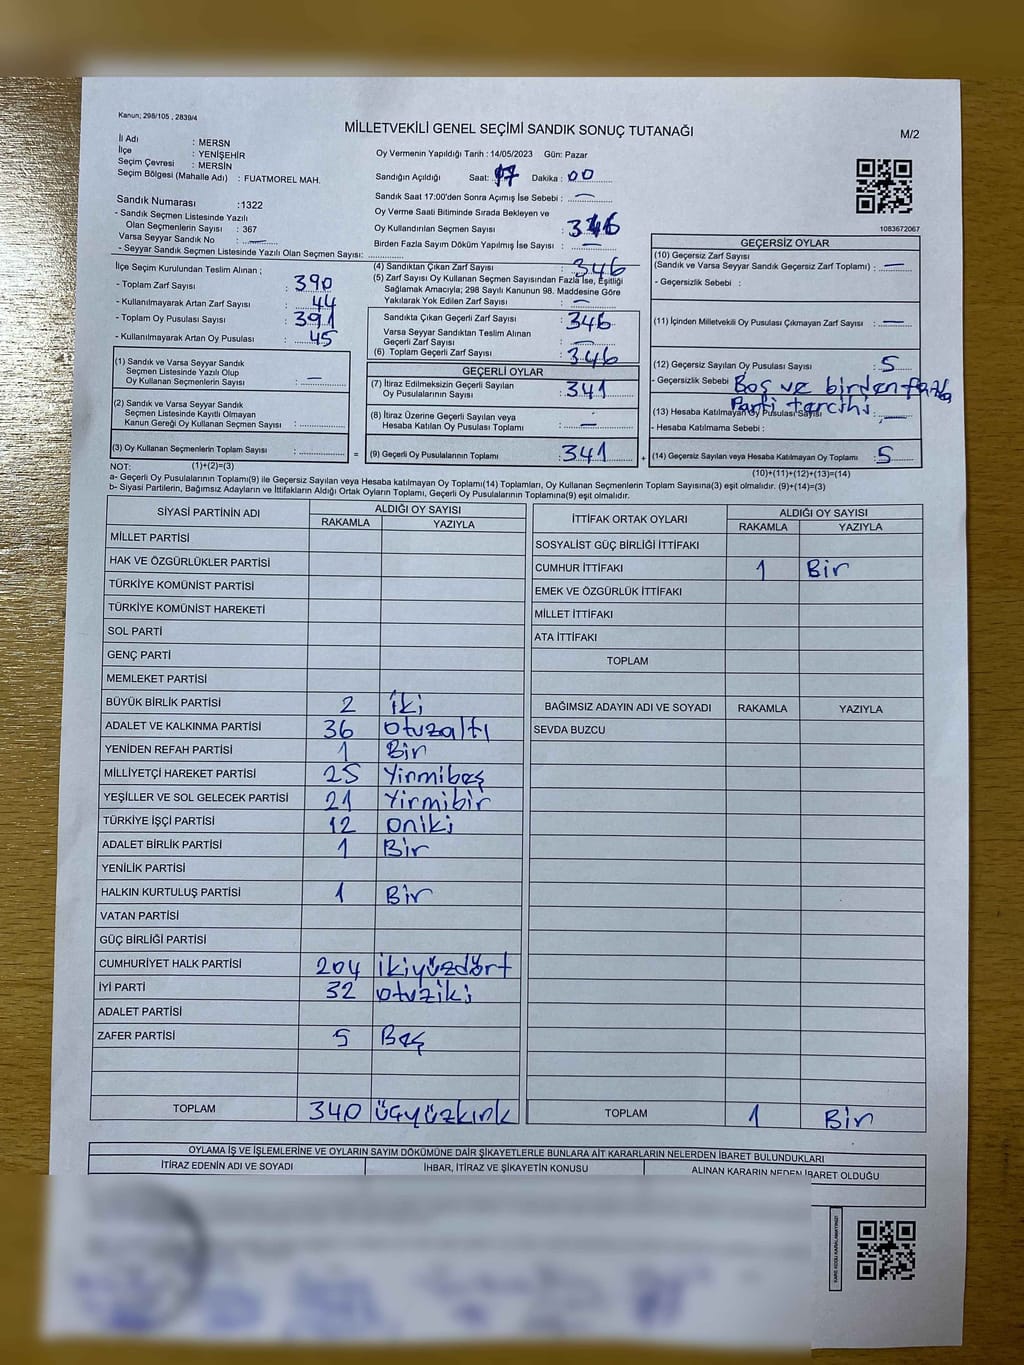 Kanun; 298/105 , 2839/4
MİLLETVEKİLİ GENEL SEÇİMİ SANDIK SONUÇ TUTANAĞI
M/2
İl Adı : MERSN
İlçe : YENİŞEHİR
Seçim Çevresi : MERSİN
Seçim Bölgesi (Mahalle Adı) : FUATMOREL MAH.
Sandık Numarası :1322
- Sandık Seçmen Listesinde Yazılı
Olan Seçmenlerin Sayısı : 367
Varsa Seyyar Sandık No : —
- Seyyar Seçmen Listesinde Yazılı Olan Seçmen Sayısı:
Oy Vermenin Yapıldığı Tarih : 14/05/2023 Gün: Pazar
Sandığın Açıldığı Saat: 17 Dakika : 00
Sandık Saat 17:00'den Sonra Açımış İse Sebebi : —
Oy Verme Saati Bitiminde Sırada Bekleyen ve
Oy Kullandırılan Seçmen Sayısı : 346
Birden Fazla Sayım Döküm Yapılmış İse Sayısı : —
1083672067
İlçe Seçim Kurulundan Teslim Alınan ;
- Toplam Zarf Sayısı : 390
- Kullanılmayarak Artan Zarf Sayısı : 44
- Toplam Oy Pusulası Sayısı : 391
- Kullanılmayarak Artan Oy Pusulası : 45
(4) Sandıktan Çıkan Zarf Sayısı : 346
(5) Zarf Sayısı Oy Kullanan Seçmen Sayısından Fazla İse, Eşitliği
Sağlamak Amacıyla; 298 Sayılı Kanunun 98. Maddesine Göre
Yakılarak Yok Edilen Zarf Sayısı : —
Sandıkta Çıkan Geçerli Zarf Sayısı : 346
Varsa Seyyar Sandıktan Teslim Alınan
Geçerli Zarf Sayısı : —
(6) Toplam Geçerli Zarf Sayısı : 346
GEÇERSİZ OYLAR
(10) Geçersiz Zarf Sayısı
(Sandık ve Varsa Seyyar Sandık Geçersiz Zarf Toplamı) : —
- Geçersizlik Sebebi :
(11) İçinden Milletvekili Oy Pusulası Çıkmayan Zarf Sayısı : —
(12) Geçersiz Sayılan Oy Pusulası Sayısı : 5
- Geçersizlik Sebebi Boş ve birden fazla
Parti tercihi
(13) Hesaba Katılmayan Oy Pusulası Sayısı : —
- Hesaba Katılmama Sebebi :
(14) Geçersiz Sayılan veya Hesaba Katılmayan Oy Toplamı : 5
(10)+(11)+(12)+(13)=(14)
(1) Sandık ve Varsa Seyyar Sandık
Seçmen Listesinde Yazılı Olup
Oy Kullanan Seçmenlerin Sayısı : —
(2) Sandık ve Varsa Seyyar Sandık
Seçmen Listesinde Kayıtlı Olmayan
Kanun Gereği Oy Kullanan Seçmen Sayısı :
(3) Oy Kullanan Seçmenlerin Toplam Sayısı : =
(1)+(2)=(3)
GEÇERLİ OYLAR
(7) İtiraz Edilmeksizin Geçerli Sayılan
Oy Pusulalarının Sayısı : 341
(8) İtiraz Üzerine Geçerli Sayılan veya
Hesaba Katılan Oy Pusulası Toplamı : —
(9) Geçerli Oy Pusulalarının Toplamı : 341 +
NOT:
a- Geçerli Oy Pusulalarının Toplamı(9) ile Geçersiz Sayılan veya Hesaba katılmayan Oy Toplamı(14) Toplamları, Oy Kullanan Seçmenlerin Toplam Sayısına(3) eşit olmalıdır. (9)+(14)=(3)
b- Siyasi Partilerin, Bağımsız Adayların ve İttifakların Aldığı Ortak Oyların Toplamı, Geçerli Oy Pusulalarının Toplamına(9) eşit olmalıdır.
SİYASİ PARTİNİN ADI ALDIĞI OY SAYISI
RAKAMLA YAZIYLA
MİLLET PARTİSİ
HAK VE ÖZGÜRLÜKLER PARTİSİ
TÜRKİYE KOMÜNİST PARTİSİ
TÜRKİYE KOMÜNİST HAREKETİ
SOL PARTİ
GENÇ PARTİ
MEMLEKET PARTİSİ
BÜYÜK BİRLİK PARTİSİ 2 İki
ADALET VE KALKINMA PARTİSİ 36 otuzaltı
YENİDEN REFAH PARTİSİ 1 Bir
MİLLİYETÇİ HAREKET PARTİSİ 25 Yirmibeş
YEŞİLLER VE SOL GELECEK PARTİSİ 21 Yirmibir
TÜRKİYE İŞÇİ PARTİSİ 12 oniki
ADALET BİRLİK PARTİSİ 1 Bir
YENİLİK PARTİSİ
HALKIN KURTULUŞ PARTİSİ 1 Bir
VATAN PARTİSİ
GÜÇ BİRLİĞİ PARTİSİ
CUMHURİYET HALK PARTİSİ 204 ikiyüzdört
İYİ PARTİ 32 otuziki
ADALET PARTİSİ
ZAFER PARTİSİ 5 Beş
TOPLAM 340 üçyüzkırk
İTTİFAK ORTAK OYLARI ALDIĞI OY SAYISI
RAKAMLA YAZIYLA
SOSYALİST GÜÇ BİRLİĞİ İTTİFAKI
CUMHUR İTTİFAKI 1 Bir
EMEK VE ÖZGÜRLÜK İTTİFAKI
MİLLET İTTİFAKI
ATA İTTİFAKI
TOPLAM
BAĞIMSIZ ADAYIN ADI VE SOYADI RAKAMLA YAZIYLA
SEVDA BUZCU
TOPLAM 1 Bir
OYLAMA İŞ VE İŞLEMLERİNE VE OYLARIN SAYIM DÖKÜMÜNE DAİR ŞİKAYETLERLE BUNLARA AİT KARARLARIN NELERDEN İBARET BULUNDUKLARI
İTİRAZ EDENİN ADI VE SOYADI İHBAR, İTİRAZ VE ŞİKAYETİN KONUSU ALINAN KARARIN NEDEN İBARET OLDUĞU